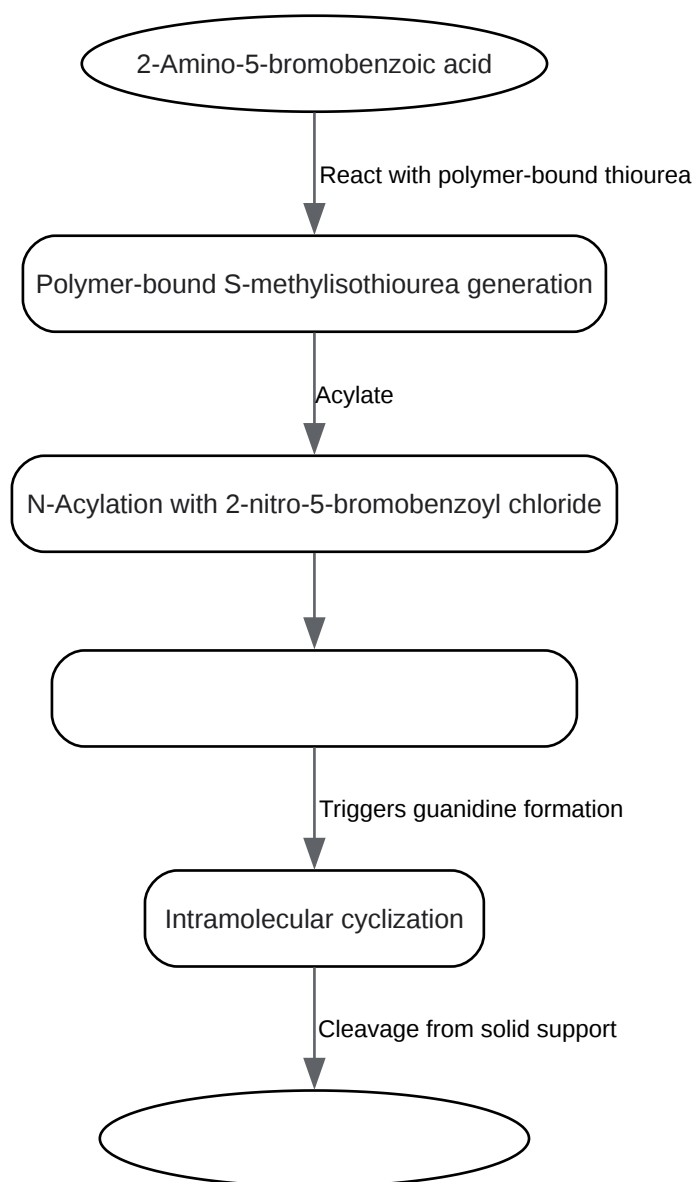 2-Amino-5-bromobenzoic acid
React with polymer-bound thiourea
Polymer-bound S-methylisothiourea generation
Acylate
N-Acylation with 2-nitro-5-bromobenzoyl chloride
Triggers guanidine formation
Intramolecular cyclization
Cleavage from solid support